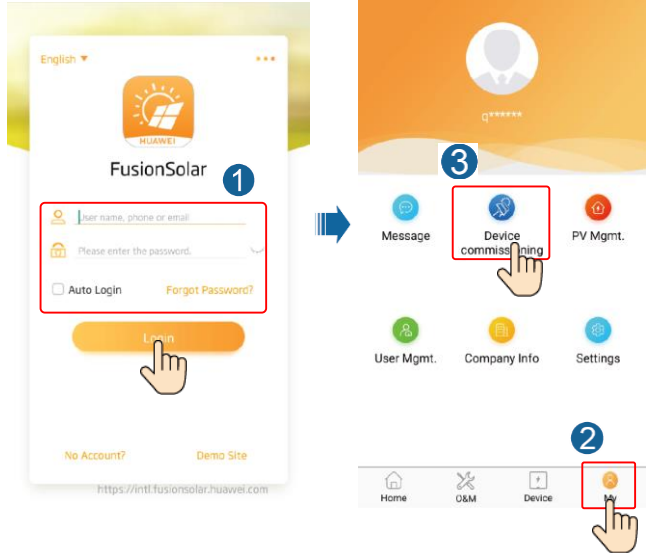 English
HUAWEI
FusionSolar
1
User name, phone or email
Please enter the password.
Auto Login
Forgot Password?
Login
No Account?
Demo Site
https://intl.fusionsolar.huawei.com
q******
3
Message
Device
commissioning
PV Mgmt.
User Mgmt.
Company Info
Settings
2
Home
O&M
Device
My